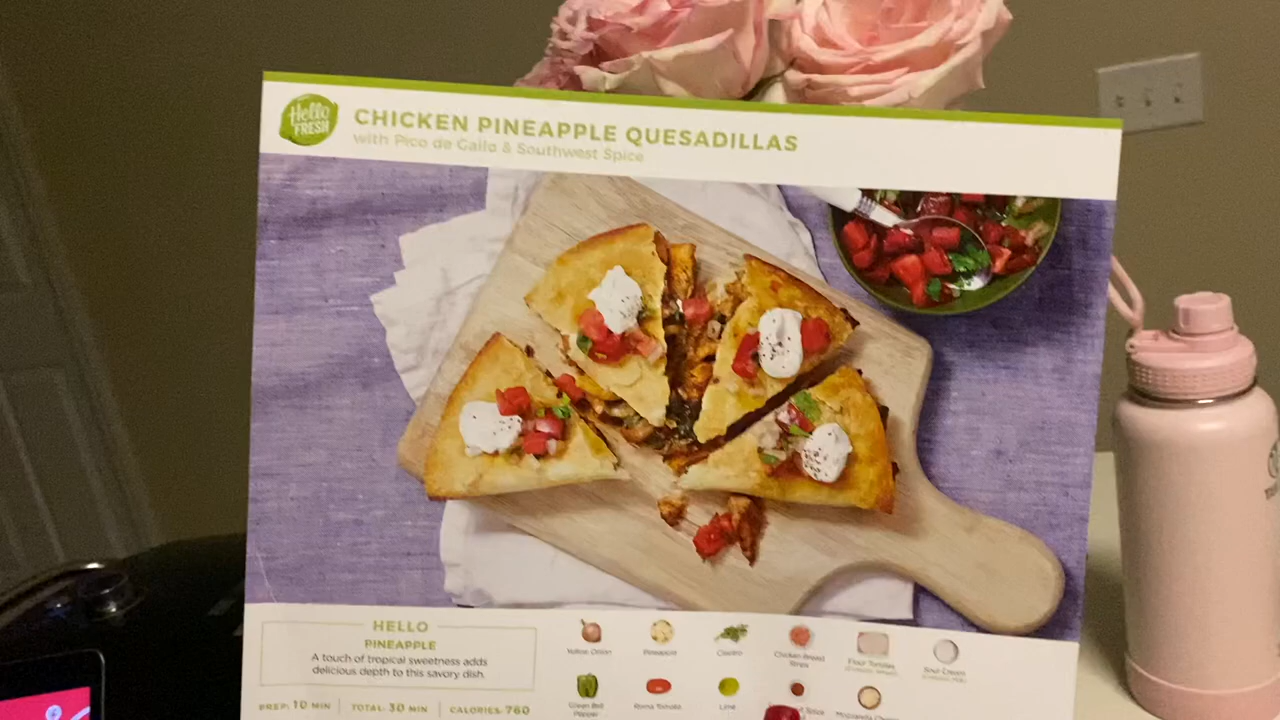 Hello
FRESH
CHICKEN PINEAPPLE QUESADILLAS
with Pico de Gallo & Southwest Spice
HELLO
PINEAPPLE
A touch of tropical sweetness adds
delicious depth to this savory dish.
PREP: 10 MIN
TOTAL: 30 MIN
CALORIES: 760
Yellow Onion
Pineapple
Cilantro
Chicken Breast
Strips
Flour Tortillas
Sour Cream
Green Bell
Pepper
Roma Tomato
Lime
Spice
Mozzarella